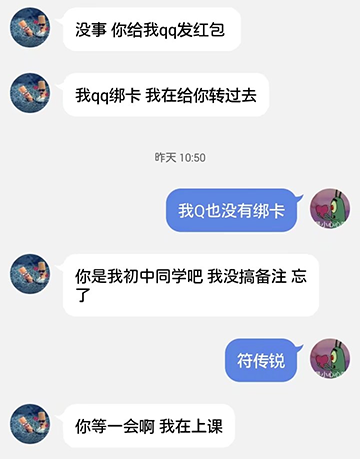 没事 你给我qq发红包
我qq绑卡 我在给你转过去
昨天 10:50
我Q也没有绑卡
你是我初中同学吧 我没搞备注 忘
了
符传锐
你等一会啊 我在上课